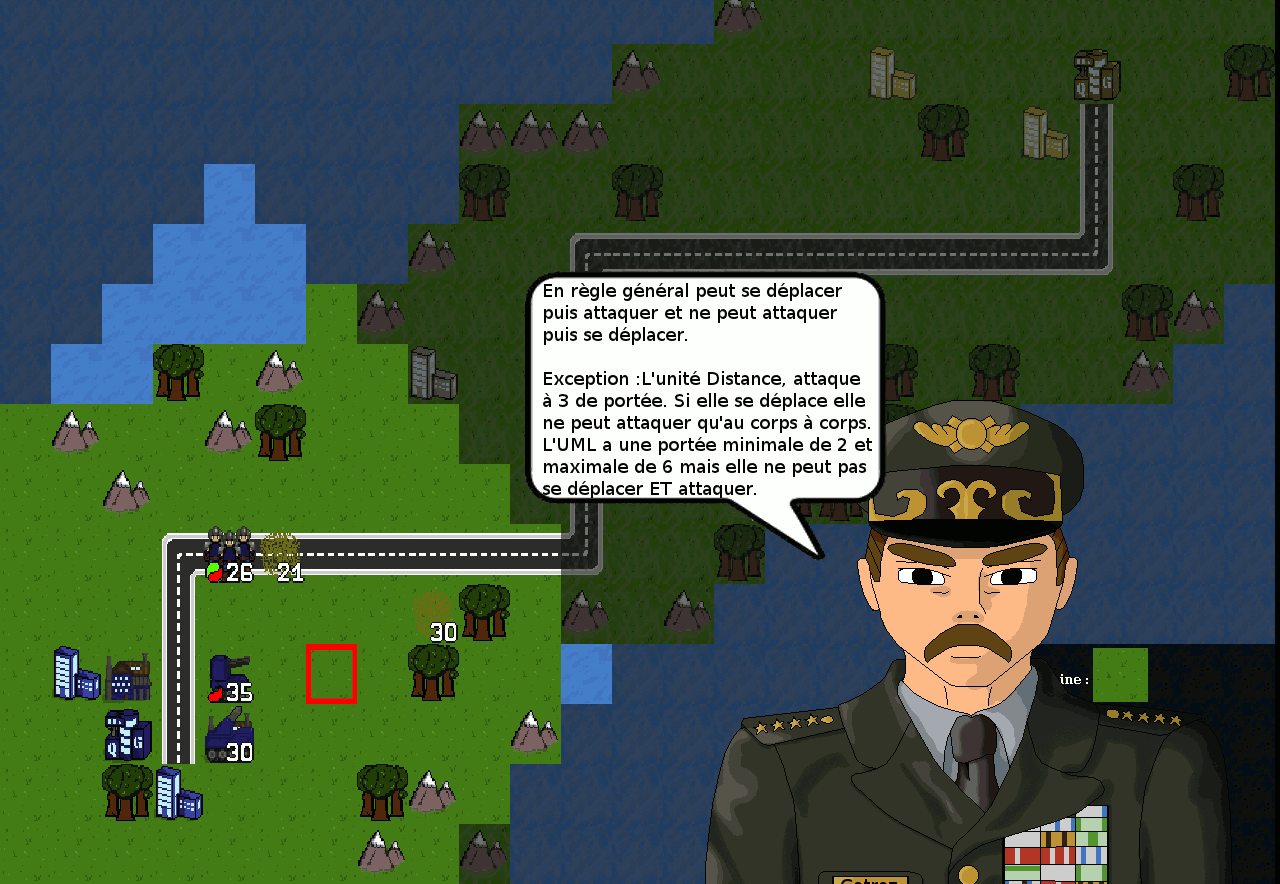 Q G
En règle général peut se déplacer
puis attaquer et ne peut attaquer
puis se déplacer.
Exception :L'unité Distance, attaque
à 3 de portée. Si elle se déplace elle
ne peut attaquer qu'au corps à corps.
L'UML a une portée minimale de 2 et
maximale de 6 mais elle ne peut pas
se déplacer ET attaquer.
26 21
30
35
ine :
Q G
30